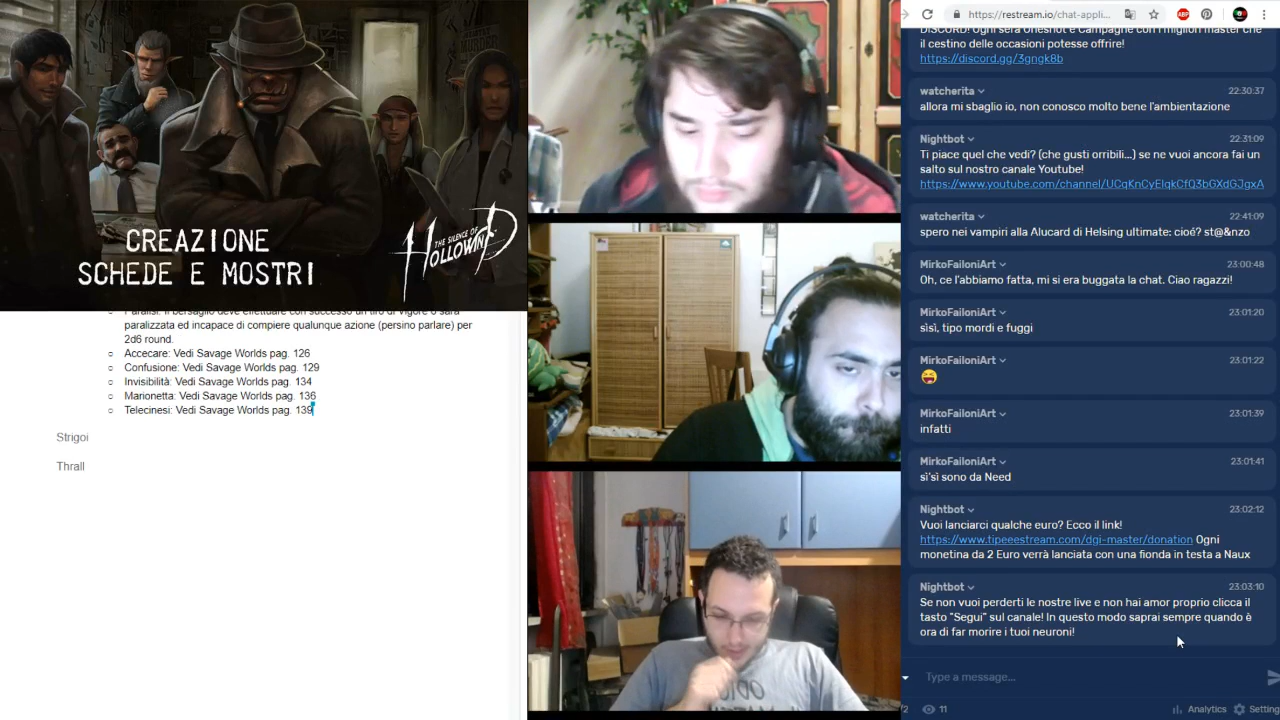 CREAZIONE
SCHEDE E MOSTRI
THE SILENCE OF
HOLLOWIND
Paralisi: Il bersaglio deve effettuare con successo un tiro di Vigore o sarà
paralizzata ed incapace di compiere qualunque azione (persino parlare) per
2d6 round.
○ Accecare: Vedi Savage Worlds pag. 126
○ Confusione: Vedi Savage Worlds pag. 129
○ Invisibilità: Vedi Savage Worlds pag. 134
○ Marionetta: Vedi Savage Worlds pag. 136
○ Telecinesi: Vedi Savage Worlds pag. 139
Strigoi
Thrall
https://restream.io/chat-appli...
DISCORD! Ogni sera Oneshot e Campagne con i migliori master che
il cestino delle occasioni potesse offrire!
https://discord.gg/3gngk8b
watcherita 22:30:37
allora mi sbaglio io, non conosco molto bene l'ambientazione
Nightbot 22:31:09
Ti piace quel che vedi? (che gusti orribili...) se ne vuoi ancora fai un
salto sul nostro canale Youtube!
https://www.youtube.com/channel/UCqKnCyElqkCfQ3bGXdGJgxA
watcherita 22:41:09
spero nei vampiri alla Alucard di Helsing ultimate: cioé? st@&nzo
MirkoFailoniArt 23:00:48
Oh, ce l'abbiamo fatta, mi si era buggata la chat. Ciao ragazzi!
MirkoFailoniArt 23:01:20
sìsì, tipo mordi e fuggi
MirkoFailoniArt 23:01:22
😝
MirkoFailoniArt 23:01:39
infatti
MirkoFailoniArt 23:01:41
sì'sì sono da Need
Nightbot 23:02:12
Vuoi lanciarci qualche euro? Ecco il link!
https://www.tipeeestream.com/dgi-master/donation Ogni
monetina da 2 Euro verrà lanciata con una fionda in testa a Naux
Nightbot 23:03:10
Se non vuoi perderti le nostre live e non hai amor proprio clicca il
tasto "Segui" sul canale! In questo modo saprai sempre quando è
ora di far morire i tuoi neuroni!
Type a message...
/2 11 Analytics Setting